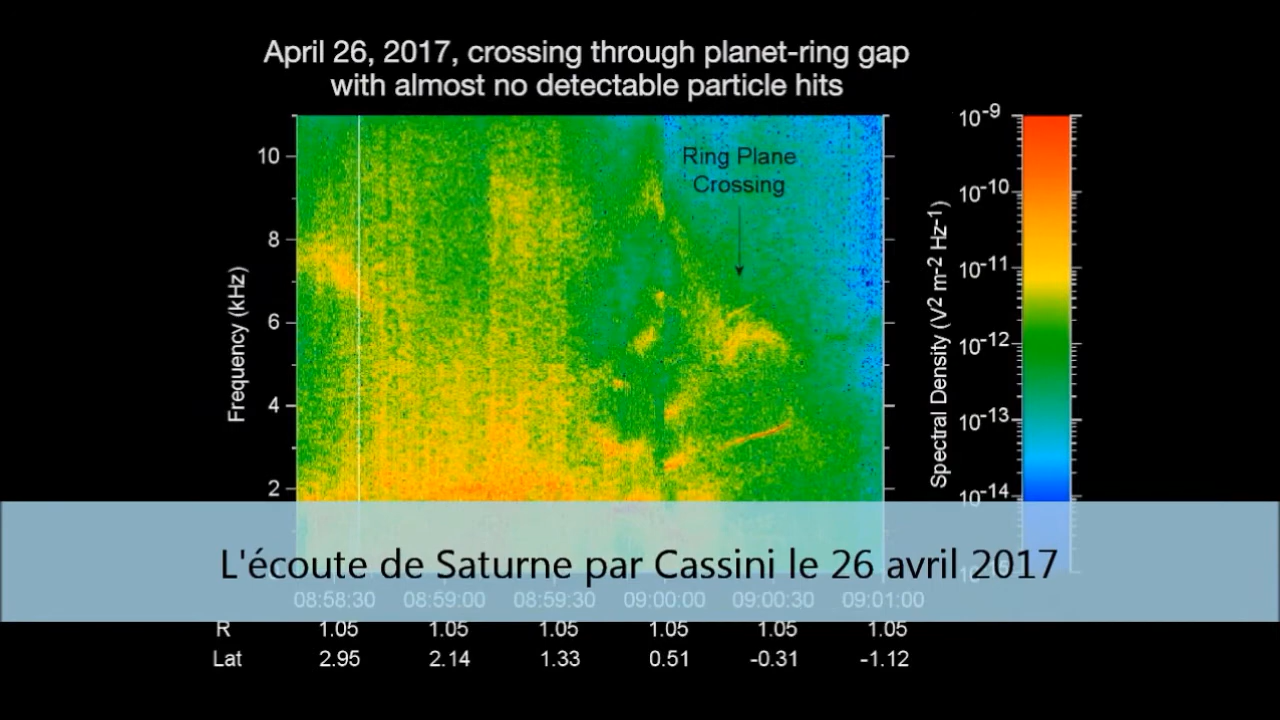 April 26, 2017, crossing through planet-ring gap
with almost no detectable particle hits
Ring Plane
Crossing
Frequency (kHz)
10
8
6
4
2
Spectral Density (V2 m-2 Hz-1)
10-9
10-10
10-11
10-12
10-13
10-14
L'écoute de Saturne par Cassini le 26 avril 2017
08:58:30 08:59:00 08:59:30 09:00:00 09:00:30 09:01:00
R 1.05 1.05 1.05 1.05 1.05 1.05
Lat 2.95 2.14 1.33 0.51 -0.31 -1.12